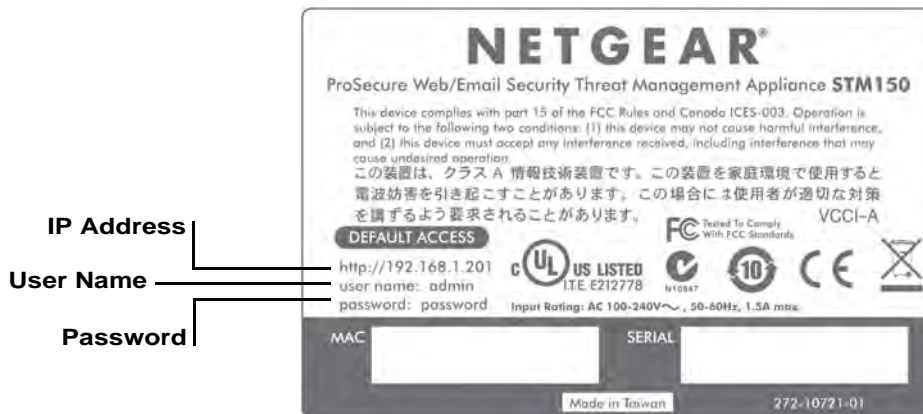 NETGEAR®
ProSecure Web/Email Security Threat Management Appliance STM150
This device complies with part 15 of the FCC Rules and Canada ICES-003. Operation is
subject to the following two conditions: (1) this device may not cause harmful interference,
and (2) this device must accept any interference received, including interference that may
cause undesired operation.
この装置は、クラス A 情報技術装置です。この装置を家庭環境で使用すると
電波妨害を引き起こすことがあります。この場合には使用者が適切な対策
を講ずるよう要求されることがあります。
VCCI-A
IP Address
User Name
Password
DEFAULT ACCESS
http://192.168.1.201
user name: admin
password: password
C UL US LISTED
I.T.E. E212778
FC Tested To Comply
With FCC Standards
N10947
10
CE
Input Rating: AC 100-240V～, 50-60Hz, 1.5A max.
MAC
SERIAL
Made in Taiwan
272-10721-01